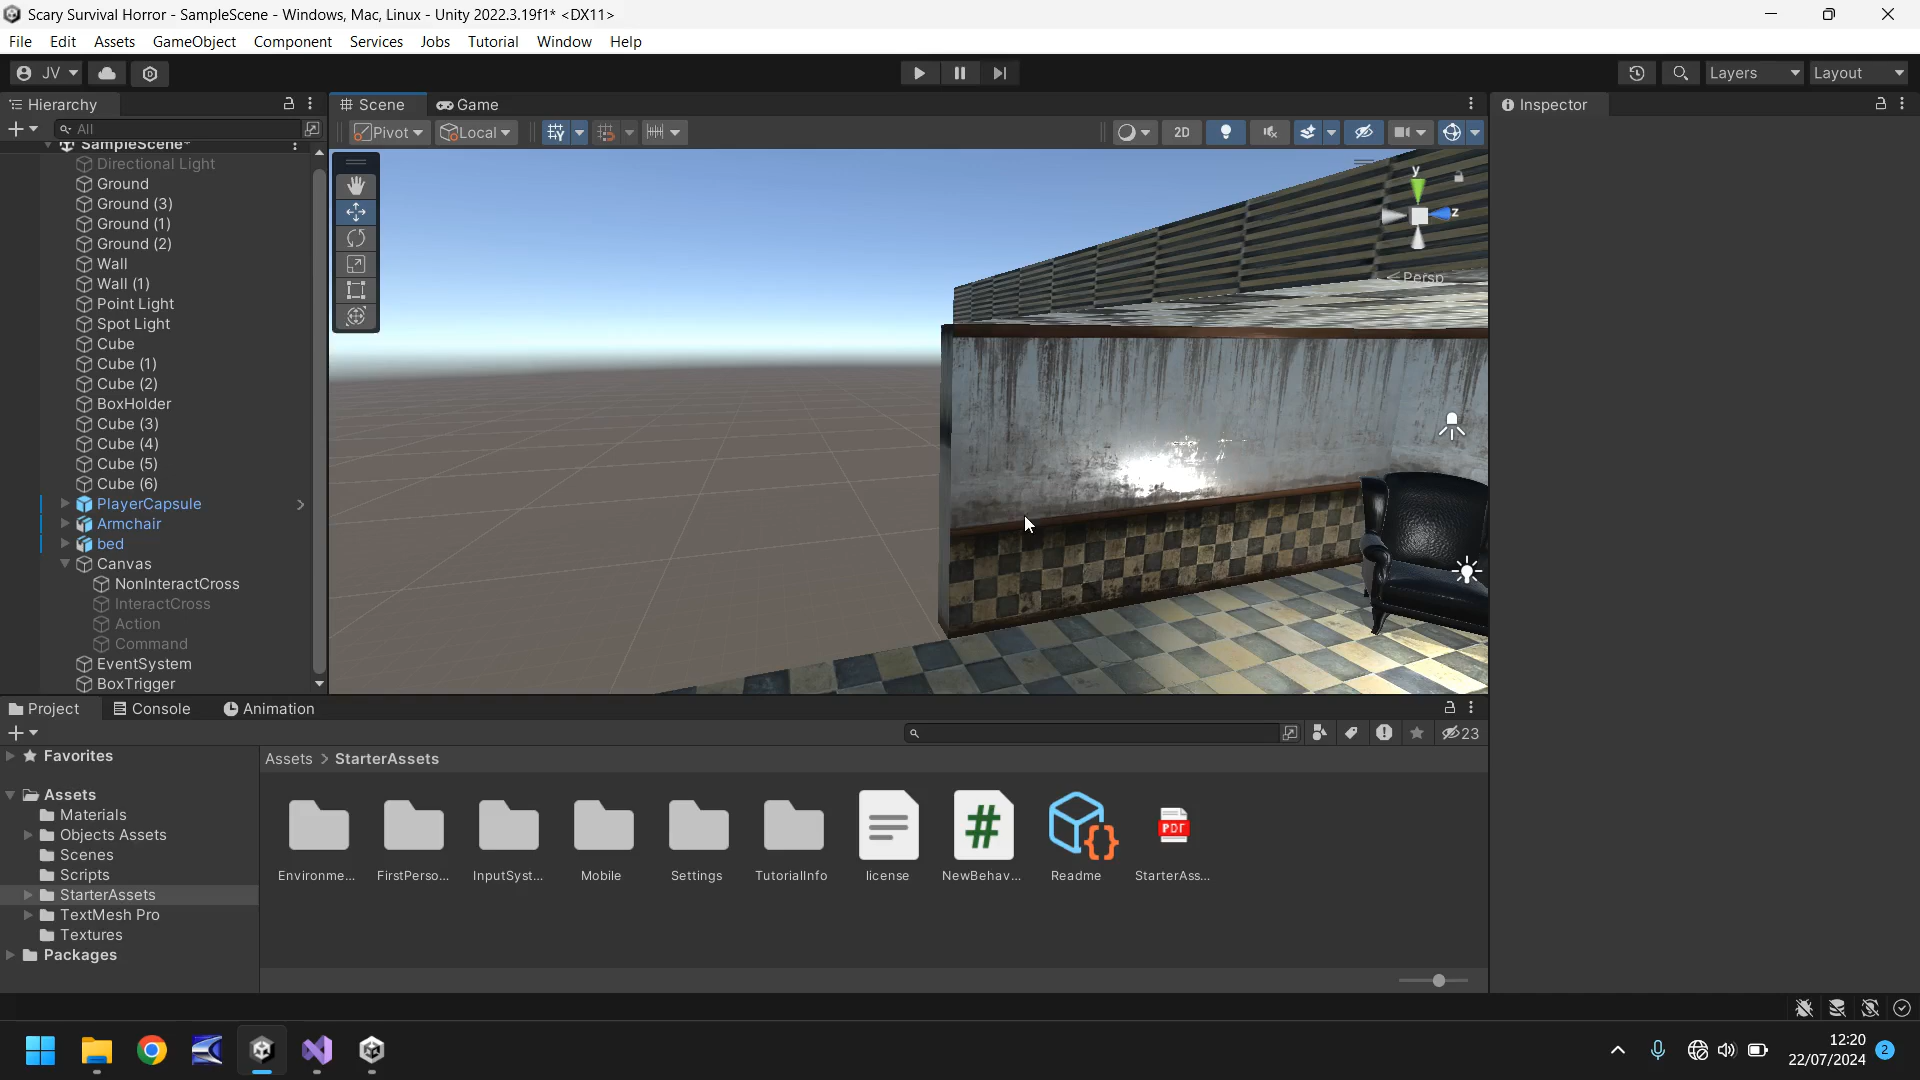 Scary Survival Horror - SampleScene - Windows, Mac, Linux - Unity 2022.3.19f1* <DX11>
File Edit Assets GameObject Component Services Jobs Tutorial Window Help
JV Layers Layout
Hierarchy Scene Game Inspector
All Pivot Local 2D
SampleScene*
Directional Light
Ground
Ground (3)
Ground (1)
Ground (2)
Wall
Wall (1)
Point Light
Spot Light
Cube
Cube (1)
Cube (2)
BoxHolder
Cube (3)
Cube (4)
Cube (5)
Cube (6)
PlayerCapsule
Armchair
bed
Canvas
NonInteractCross
InteractCross
Action
Command
EventSystem
BoxTrigger
y
z
Persp
Project Console Animation
23
Favorites
Assets
Materials
Objects Assets
Scenes
Scripts
StarterAssets
TextMesh Pro
Textures
Packages
Assets > StarterAssets
Environme... FirstPerso... InputSyst... Mobile Settings TutorialInfo license NewBehav... Readme StarterAss...
PDF
12:20
22/07/2024
2